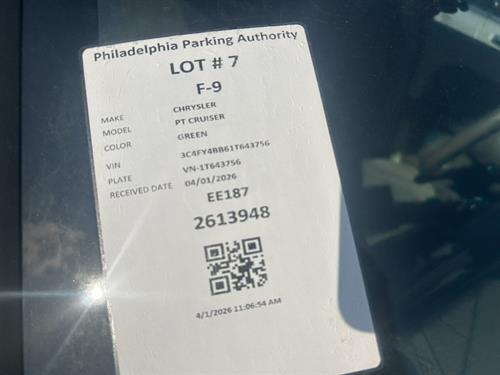 Philadelphia Parking Authority
LOT # 7
F-9
MAKE CHRYSLER
MODEL PT CRUISER
COLOR GREEN
VIN 3C4FY4BB61T643756
PLATE VN-1T643756
RECEIVED DATE 04/01/2026
EE187
2613948
4/1/2026 11:06:54 AM